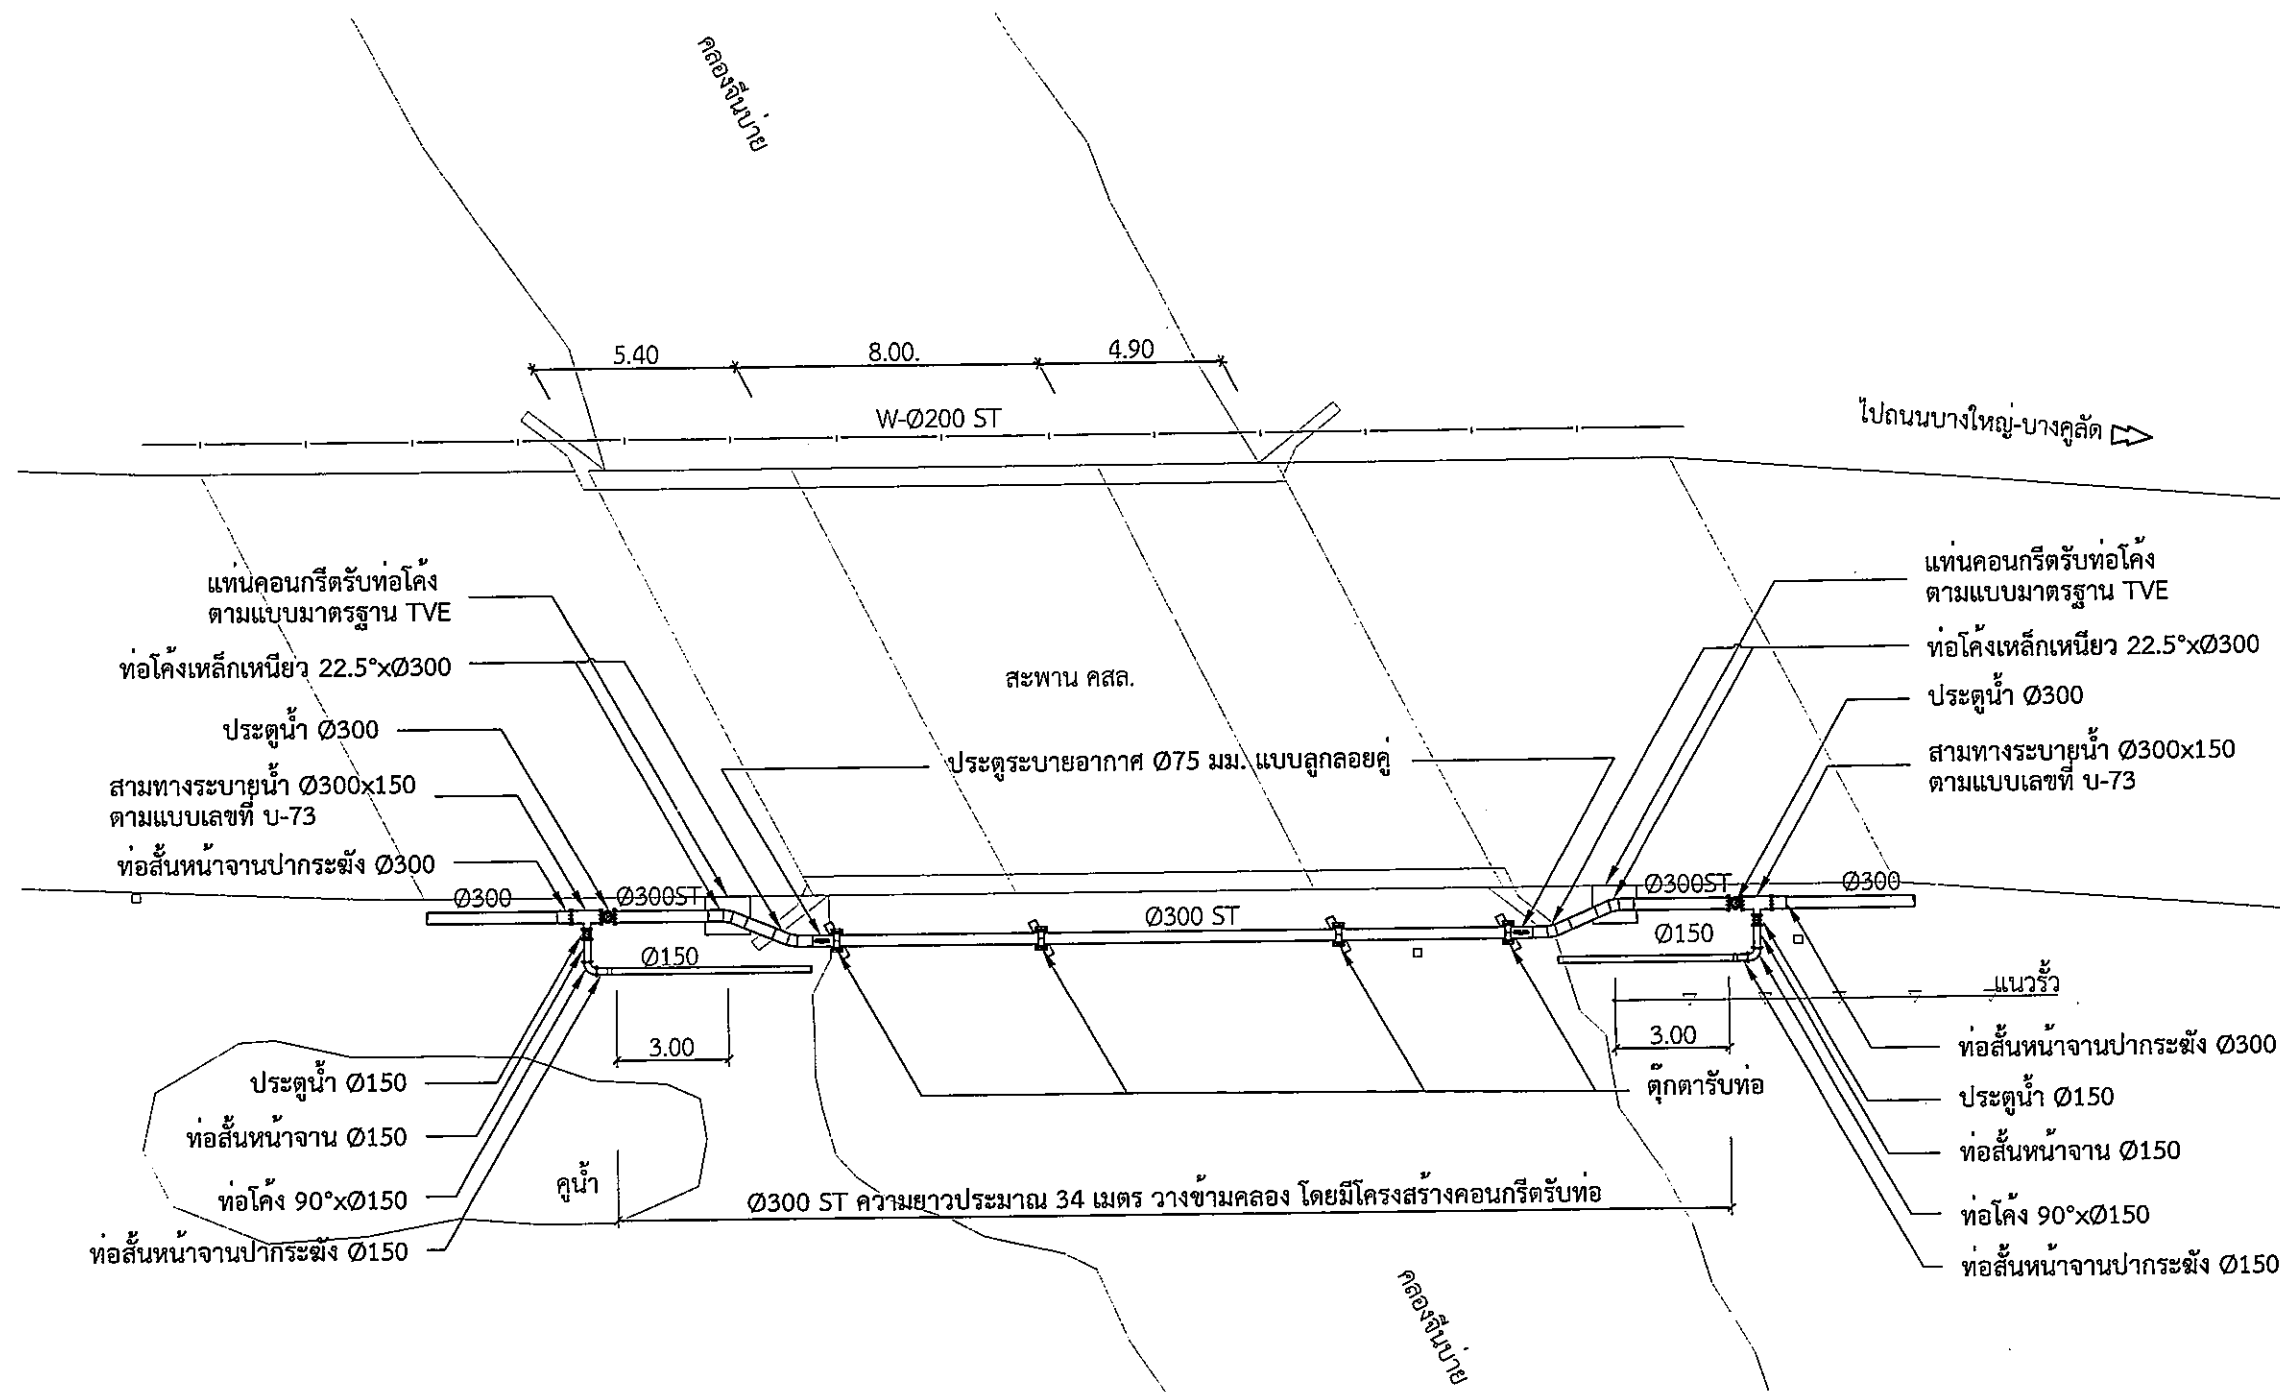 คลองจีนบ่าย
5.40
8.00.
4.90
W-Ø200 ST
ไปถนนบางใหญ่-บางคูลัด
แท่นคอนกรีตรับท่อโค้ง
ตามแบบมาตรฐาน TVE
ท่อโค้งเหล็กเหนียว 22.5°xØ300
ประตูน้ำ Ø300
สามทางระบายน้ำ Ø300x150
ตามแบบเลขที่ บ-73
ท่อสั้นหน้าจานปากระฆัง Ø300
แท่นคอนกรีตรับท่อโค้ง
ตามแบบมาตรฐาน TVE
ท่อโค้งเหล็กเหนียว 22.5°xØ300
ประตูน้ำ Ø300
สามทางระบายน้ำ Ø300x150
ตามแบบเลขที่ บ-73
สะพาน คสล.
ประตูระบายอากาศ Ø75 มม. แบบลูกลอยคู่
Ø300
Ø300ST
Ø300 ST
Ø300ST
Ø300
Ø150
Ø150
แนวรั้ว
3.00
3.00
ท่อสั้นหน้าจานปากระฆัง Ø300
ตุ๊กตารับท่อ
ประตูน้ำ Ø150
ท่อสั้นหน้าจาน Ø150
ท่อโค้ง 90°xØ150
ท่อสั้นหน้าจานปากระฆัง Ø150
คูน้ำ
Ø300 ST ความยาวประมาณ 34 เมตร วางข้ามคลอง โดยมีโครงสร้างคอนกรีตรับท่อ
ประตูน้ำ Ø150
ท่อสั้นหน้าจาน Ø150
ท่อโค้ง 90°xØ150
ท่อสั้นหน้าจานปากระฆัง Ø150
คลองจีนบ่าย